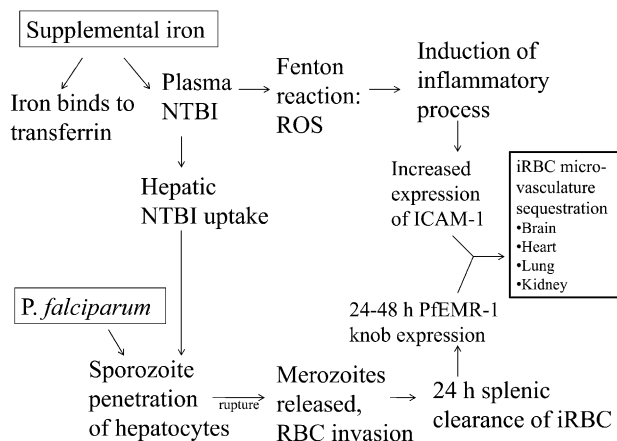 Supplemental iron
Iron binds to
transferrin
Plasma
NTBI
Fenton
reaction:
ROS
Induction of
inflammatory
process
Hepatic
NTBI uptake
Increased
expression
of ICAM-1
iRBC micro-
vasculature
sequestration
•Brain
•Heart
•Lung
•Kidney
P. falciparum
24-48 h PfEMR-1
knob expression
Sporozoite
penetration
of hepatocytes
rupture
Merozoites
released,
RBC invasion
24 h splenic
clearance of iRBC